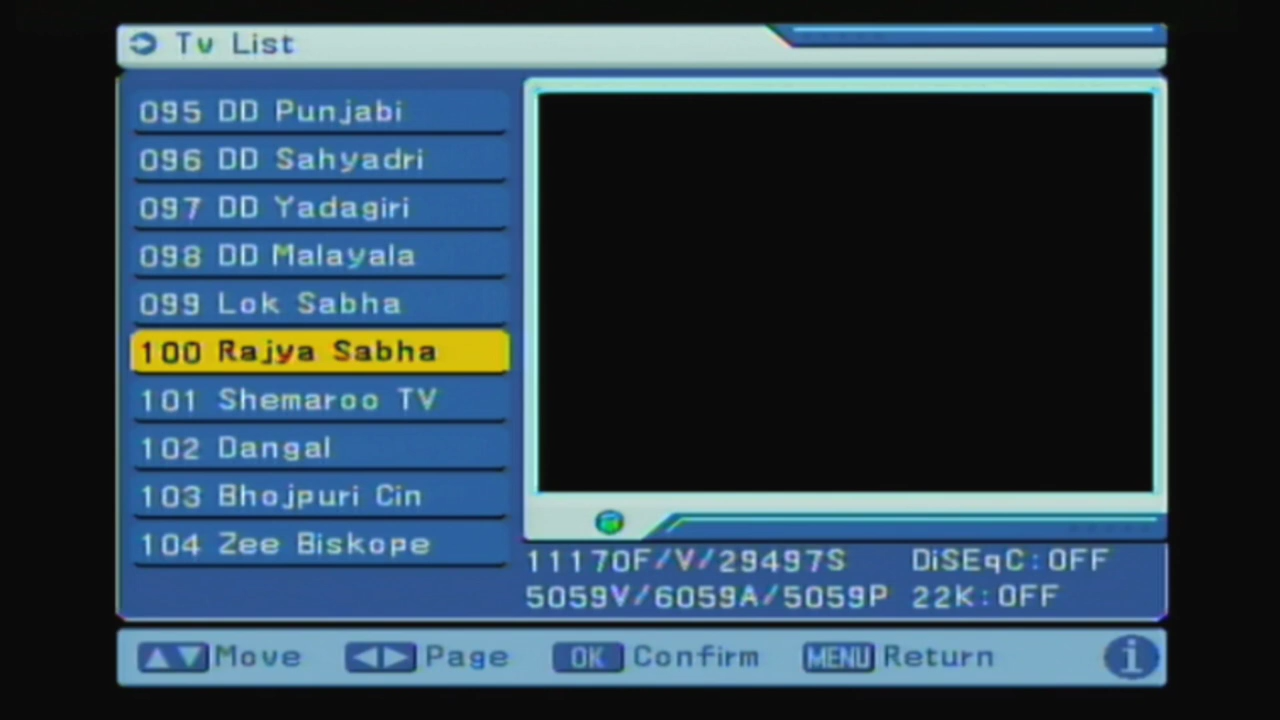 Tv List
095 DD Punjabi
096 DD Sahyadri
097 DD Yadagiri
098 DD Malayala
099 Lok Sabha
100 Rajya Sabha
101 Shemaroo TV
102 Dangal
103 Bhojpuri Cin
104 Zee Biskope
11170F/V/29497S DiSEqC:OFF
5059V/6059A/5059P 22K:OFF
Move Page OK Confirm MENU Return i